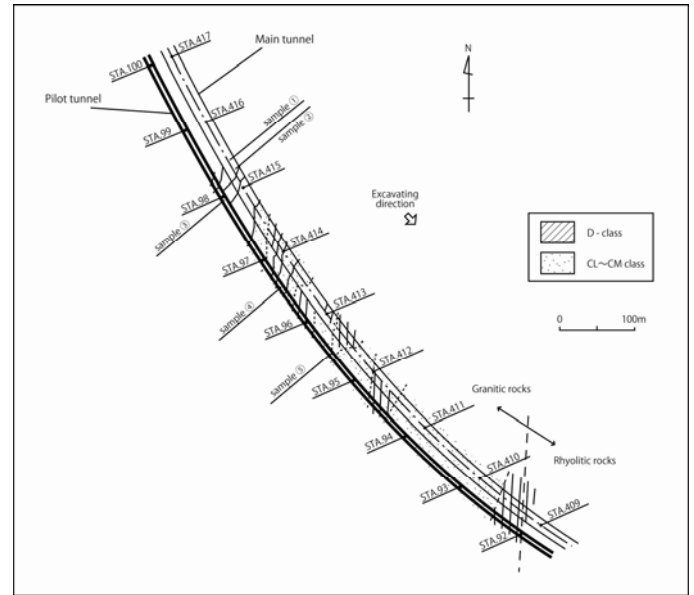 STA.417
Main tunnel
N
STA.100
Pilot tunnel
STA.416
STA.99
sample ①
sample ②
STA.415
STA.98
Excavating
direction
sample ③
STA.414
D - class
CL～CM class
STA.97
STA.413
sample ④
STA.96
0 100m
STA.412
sample ⑤
STA.95
Granitic rocks
STA.411
STA.94
Rhyolitic rocks
STA.410
STA.93
STA.409
STA.92